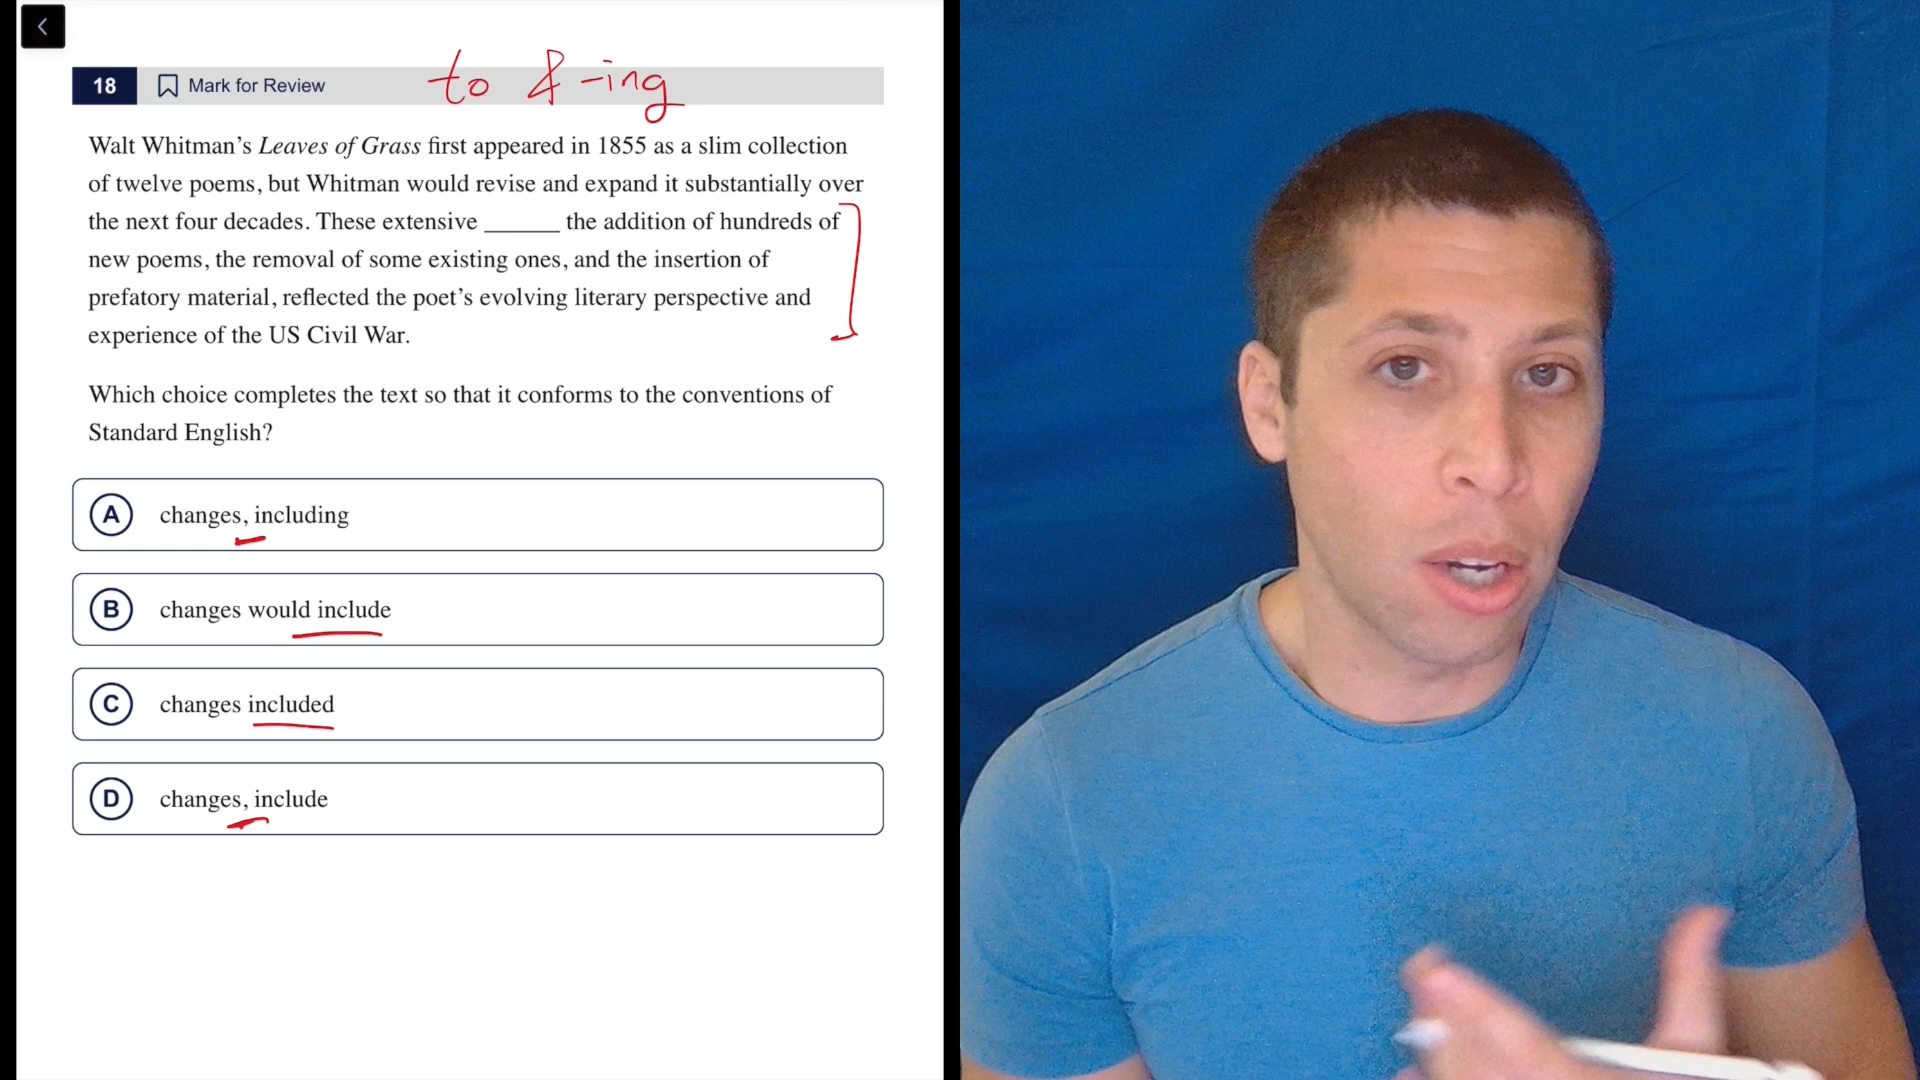 to & -ing
18 Mark for Review
Walt Whitman’s Leaves of Grass first appeared in 1855 as a slim collection
of twelve poems, but Whitman would revise and expand it substantially over
the next four decades. These extensive ______ the addition of hundreds of
new poems, the removal of some existing ones, and the insertion of
prefatory material, reflected the poet’s evolving literary perspective and
experience of the US Civil War.
Which choice completes the text so that it conforms to the conventions of
Standard English?
A changes, including
B changes would include
C changes included
D changes, include